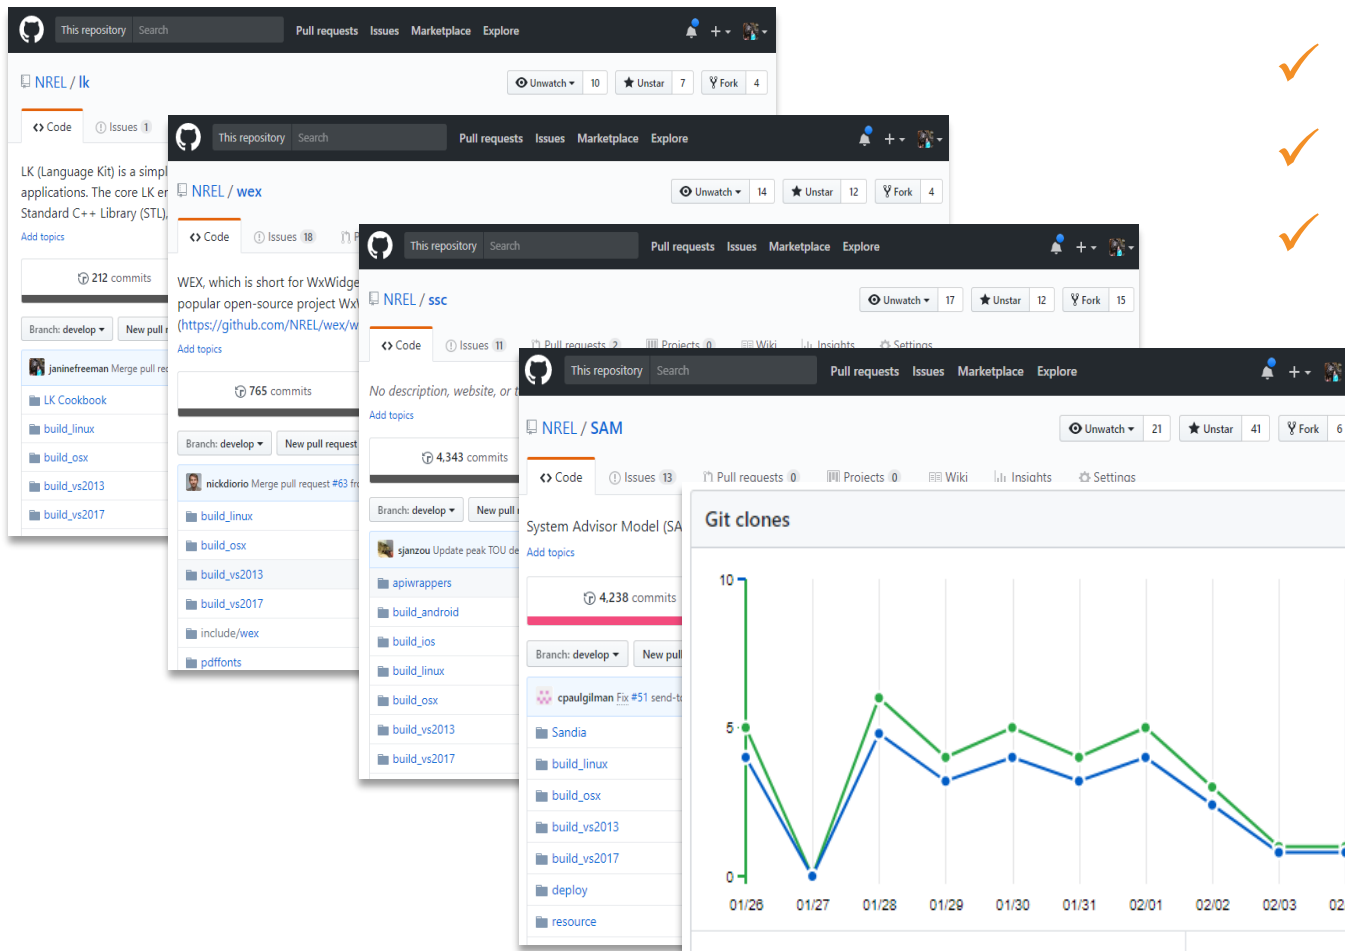 This repository Search Pull requests Issues Marketplace Explore
NREL / lk
Unwatch 10 Unstar 7 Fork 4
Code Issues 1
LK (Language Kit) is a simpl
applications. The core LK e
Standard C++ Library (STL),
Add topics
212 commits
Branch: develop New pull r
janinefreeman Merge pull req
LK Cookbook
build_linux
build_osx
build_vs2013
build_vs2017
This repository Search Pull requests Issues Marketplace Explore
NREL / wex
Unwatch 14 Unstar 12 Fork 4
Code Issues 18 P
WEX, which is short for WxWidge
popular open-source project WxW
(https://github.com/NREL/wex/w
Add topics
765 commits
Branch: develop New pull request
nickdiorio Merge pull request #63 fro
build_linux
build_osx
build_vs2013
build_vs2017
include/wex
pdffonts
This repository Search Pull requests Issues Marketplace Explore
NREL / ssc
Unwatch 17 Unstar 12 Fork 15
Code Issues 11 Pull requests 2 Projects 0 Wiki Insights Settings
No description, website, or t
Add topics
4,343 commits
Branch: develop New pull r
sjanzou Update peak TOU de
apiwrappers
build_android
build_ios
build_linux
build_osx
build_vs2013
build_vs2017
This repository Search Pull requests Issues Marketplace Explore
NREL / SAM
Unwatch 21 Unstar 41 Fork 6
Code Issues 13 Pull requests 0 Projects 0 Wiki Insights Settings
System Advisor Model (SA
Add topics
4,238 commits
Branch: develop New pull
cpaulgilman Fix #51 send-to
Sandia
build_linux
build_osx
build_vs2013
build_vs2017
deploy
resource
Git clones
10
5
0
01/26 01/27 01/28 01/29 01/30 01/31 02/01 02/02 02/03 02